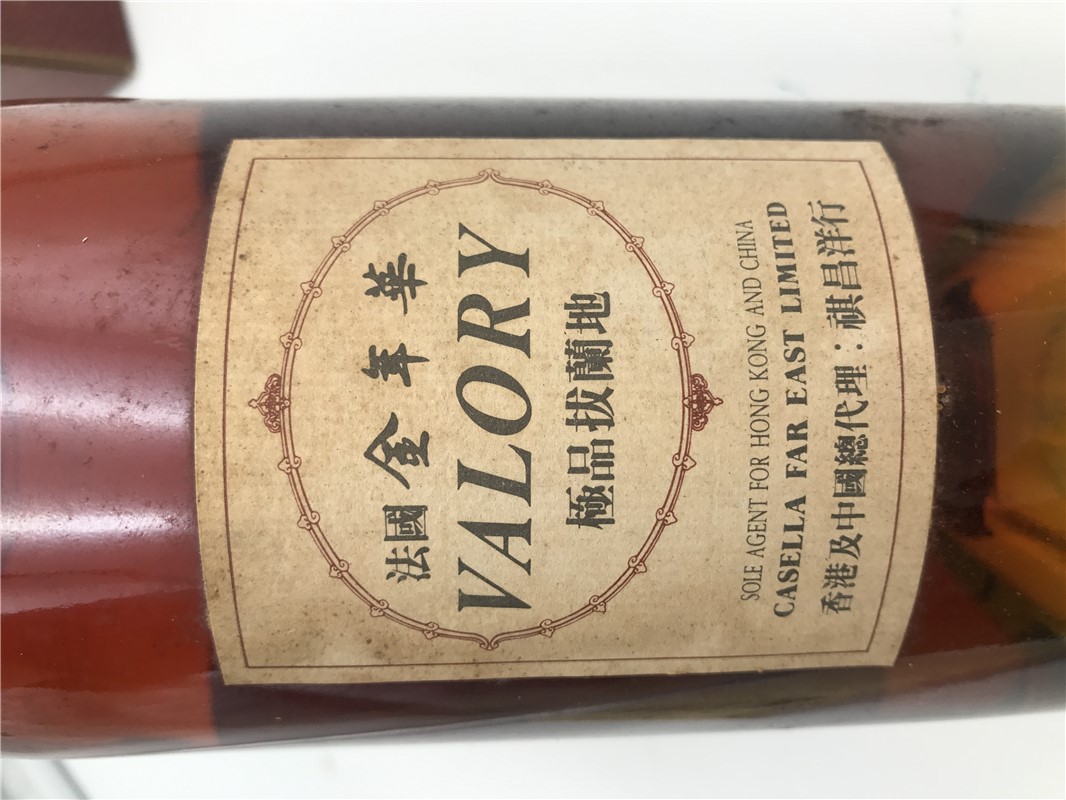 法國金年華
VALORY
極品拔蘭地
SOLE AGENT FOR HONG KONG AND CHINA
CASELLA FAR EAST LIMITED
香港及中國總代理：祺昌洋行